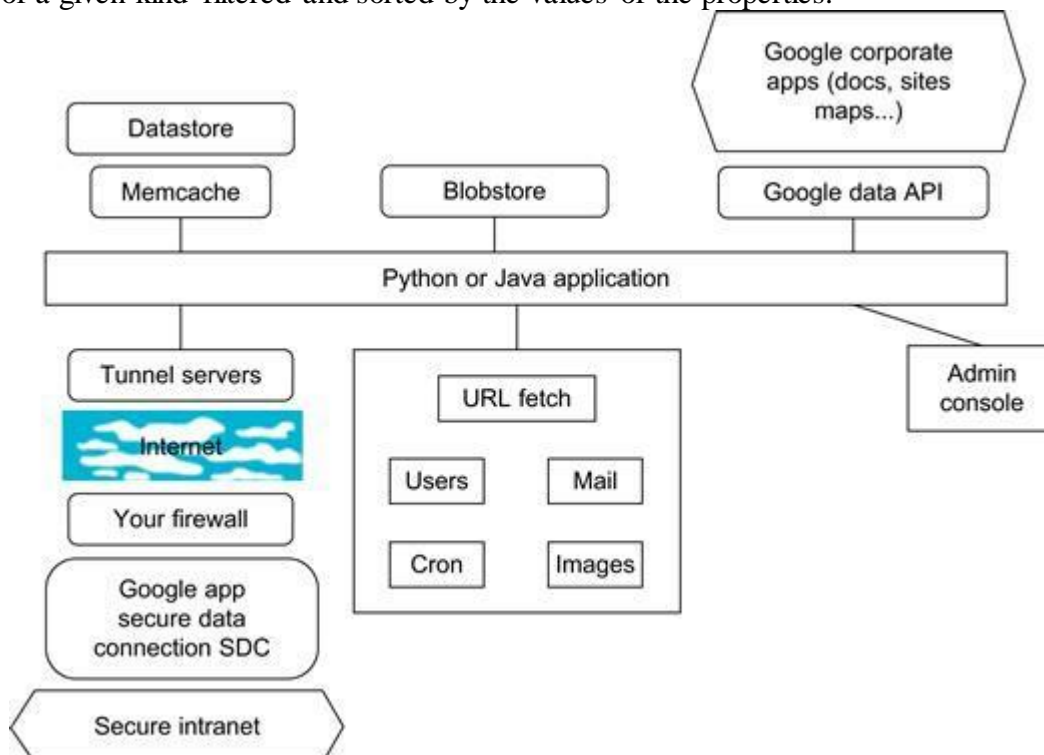 of a given kind filtered and sorted by the values of the properties.
Google corporate
apps (docs, sites
maps...)
Datastore
Memcache
Blobstore
Google data API
Python or Java application
Tunnel servers
Internet
Your firewall
Google app
secure data
connection SDC
Secure intranet
URL fetch
Users
Mail
Cron
Images
Admin
console